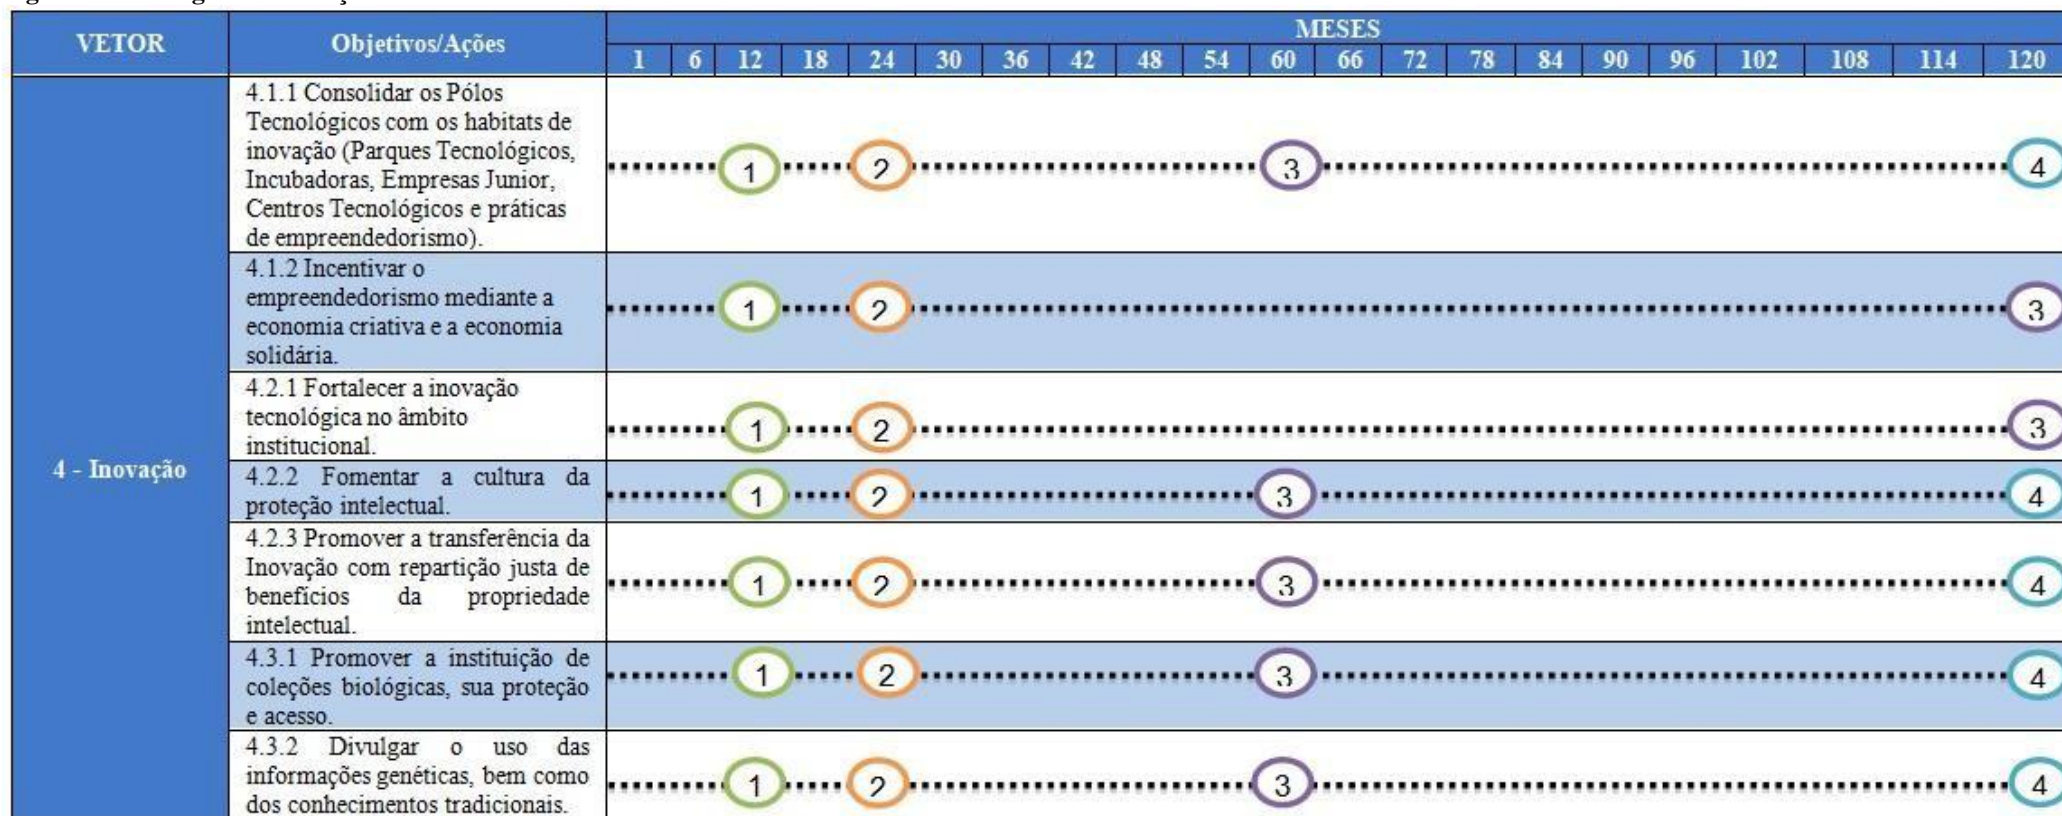 VETOR Objetivos/Ações MESES
1 6 12 18 24 30 36 42 48 54 60 66 72 78 84 90 96 102 108 114 120
4 - Inovação
4.1.1 Consolidar os Pólos
Tecnológicos com os habitats de
inovação (Parques Tecnológicos,
Incubadoras, Empresas Junior,
Centros Tecnológicos e práticas
de empreendedorismo).
1 2 3 4
4.1.2 Incentivar o
empreendedorismo mediante a
economia criativa e a economia
solidária.
1 2 3
4.2.1 Fortalecer a inovação
tecnológica no âmbito
institucional.
1 2 3
4.2.2 Fomentar a cultura da
proteção intelectual.
1 2 3 4
4.2.3 Promover a transferência da
Inovação com repartição justa de
benefícios da propriedade
intelectual.
1 2 3 4
4.3.1 Promover a instituição de
coleções biológicas, sua proteção
e acesso.
1 2 3 4
4.3.2 Divulgar o uso das
informações genéticas, bem como
dos conhecimentos tradicionais.
1 2 3 4